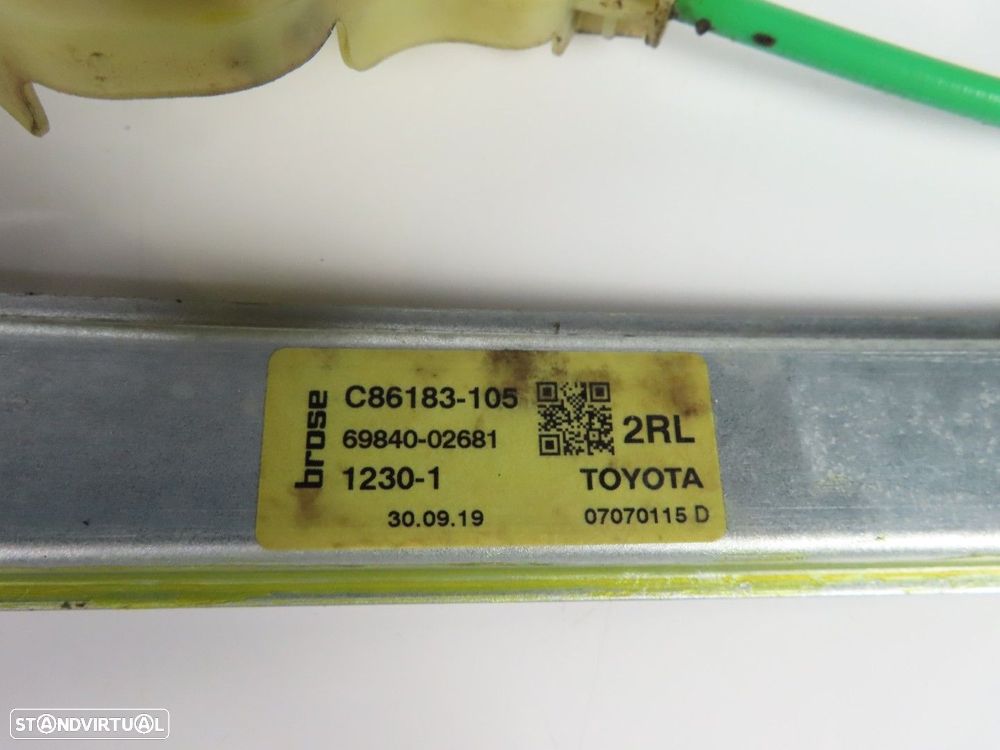 brose
C86183-105
69840-02681
2RL
1230-1
TOYOTA
30.09.19
07070115 D
STANDVIRTUAL